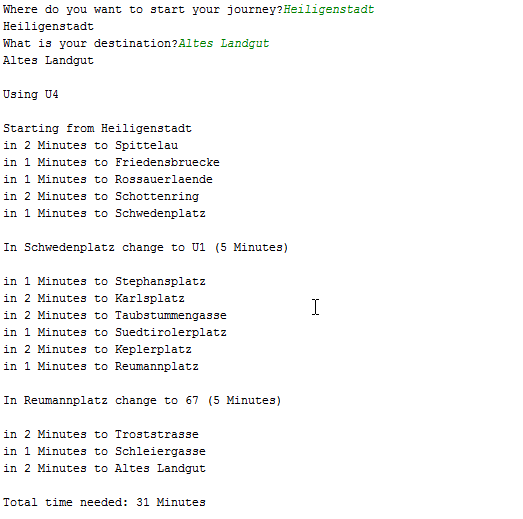 Where do you want to start your journey?Heiligenstadt
Heiligenstadt
What is your destination?Altes Landgut
Altes Landgut
Using U4
Starting from Heiligenstadt
in 2 Minutes to Spittelau
in 1 Minutes to Friedensbruecke
in 1 Minutes to Rossauerlaende
in 2 Minutes to Schottenring
in 1 Minutes to Schwedenplatz
In Schwedenplatz change to U1 (5 Minutes)
in 1 Minutes to Stephansplatz
in 2 Minutes to Karlsplatz
in 2 Minutes to Taubstummengasse
in 1 Minutes to Suedtirolerplatz
in 2 Minutes to Keplerplatz
in 1 Minutes to Reumannplatz
In Reumannplatz change to 67 (5 Minutes)
in 2 Minutes to Troststrasse
in 1 Minutes to Schleiergasse
in 2 Minutes to Altes Landgut
Total time needed: 31 Minutes